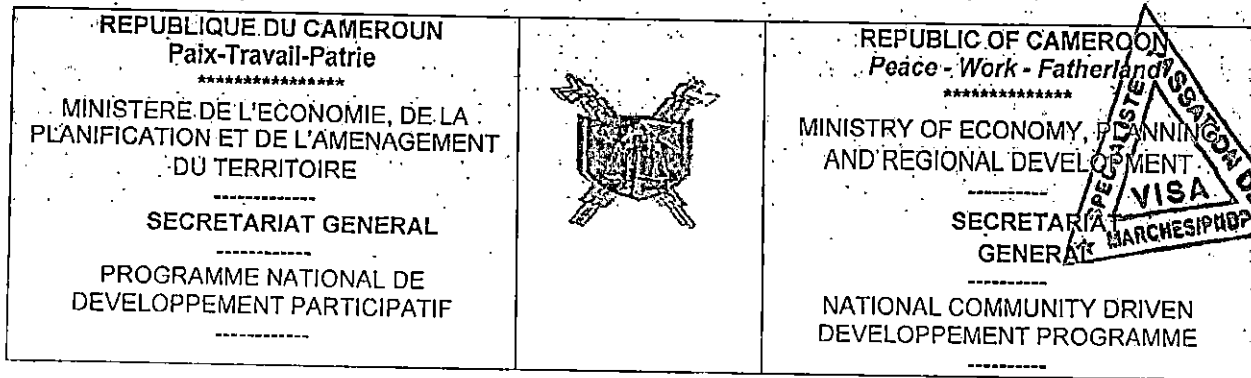 REPUBLIQUE DU CAMEROUN
Paix-Travail-Patrie
****************
MINISTERE DE L'ECONOMIE, DE LA
PLANIFICATION ET DE L'AMENAGEMENT
DU TERRITOIRE
-------------
SECRETARIAT GENERAL
-------------
PROGRAMME NATIONAL DE
DEVELOPPEMENT PARTICIPATIF
-------------
REPUBLIC OF CAMEROON
Peace - Work - Fatherland
**************
MINISTRY OF ECONOMY, PLANNING
AND REGIONAL DEVELOPMENT
----------
SECRETARIAT
GENERAL
----------
NATIONAL COMMUNITY DRIVEN
DEVELOPPEMENT PROGRAMME
----------
SPECIALISTE
VISA